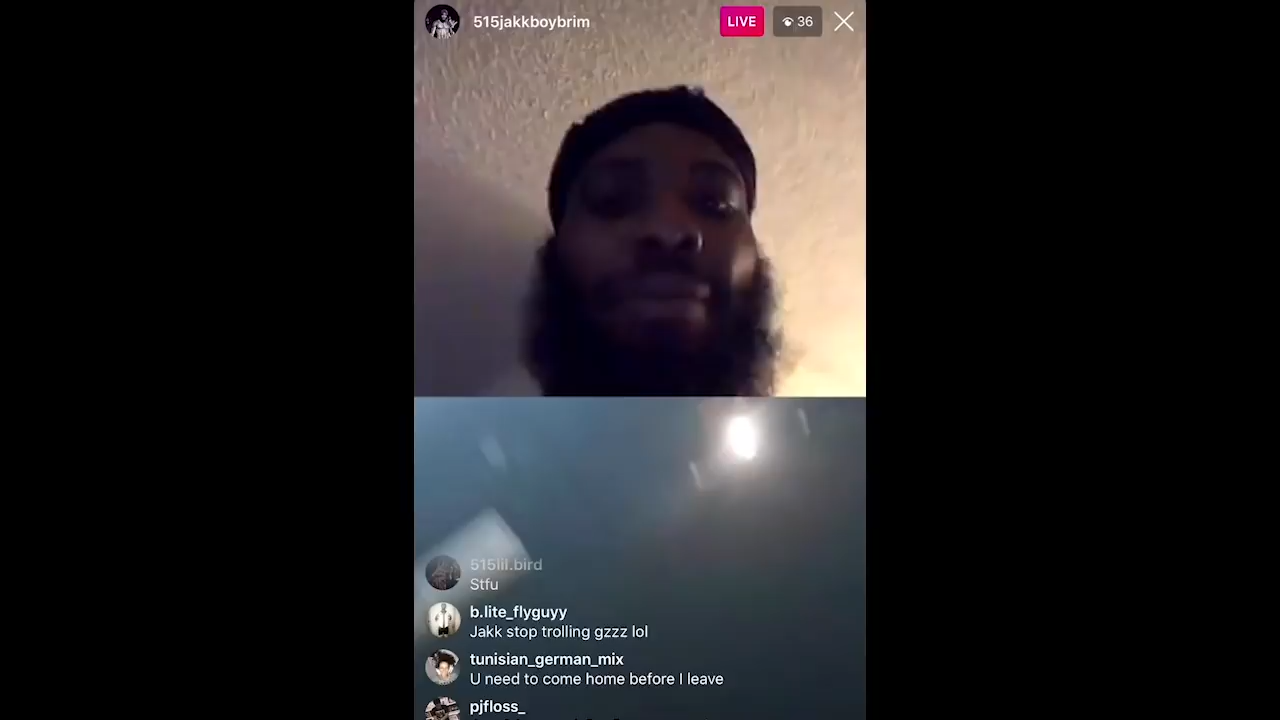 515jakkboybrim
LIVE
36
515lil.bird
Stfu
b.lite_flyguyy
Jakk stop trolling gzzz lol
tunisian_german_mix
U need to come home before I leave
pjfloss_